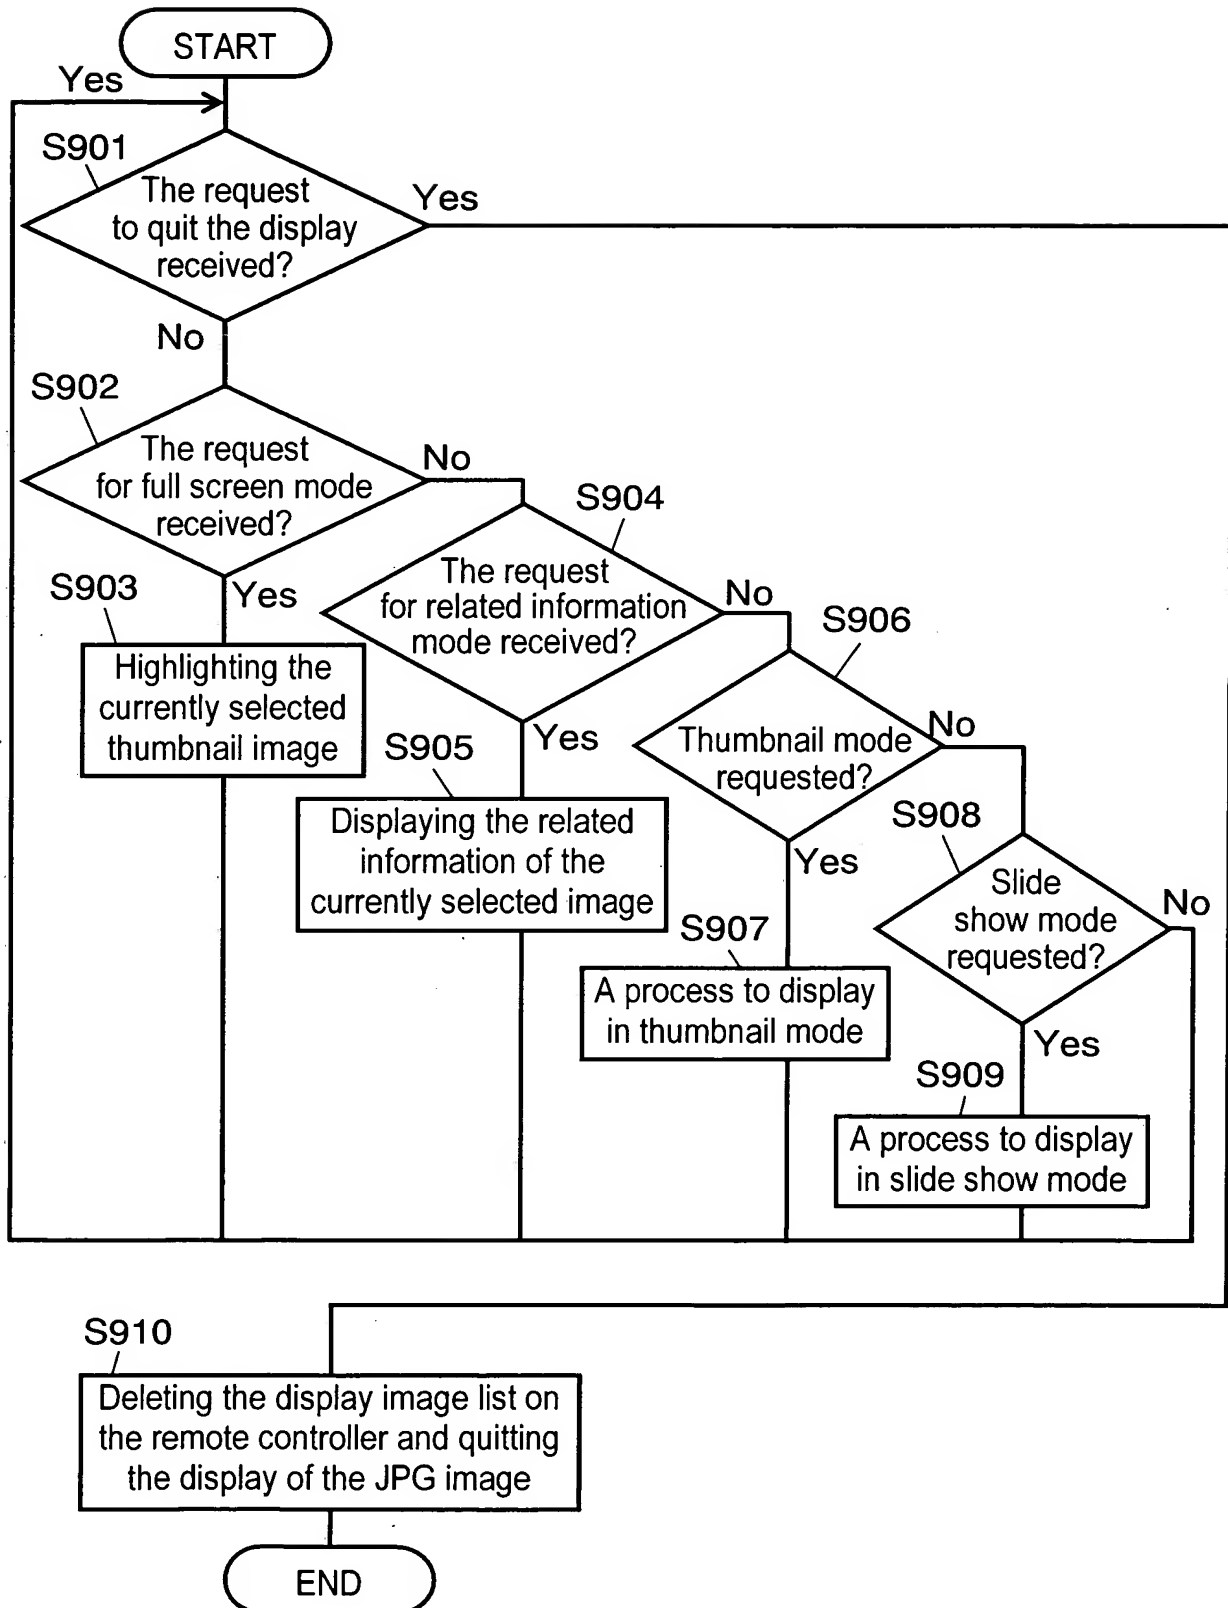 START
Yes
S901
The request
to quit the display
received?
Yes
No
S902
The request
for full screen mode
received?
No
S904
The request
for related information
mode received?
No
S903
Yes
Highlighting the
currently selected
thumbnail image
S906
Thumbnail mode
requested?
No
S905
Yes
Displaying the related
information of the
currently selected image
S908
Slide
show mode
requested?
No
Yes
S907
A process to display
in thumbnail mode
Yes
S909
A process to display
in slide show mode
S910
Deleting the display image list on
the remote controller and quitting
the display of the JPG image
END